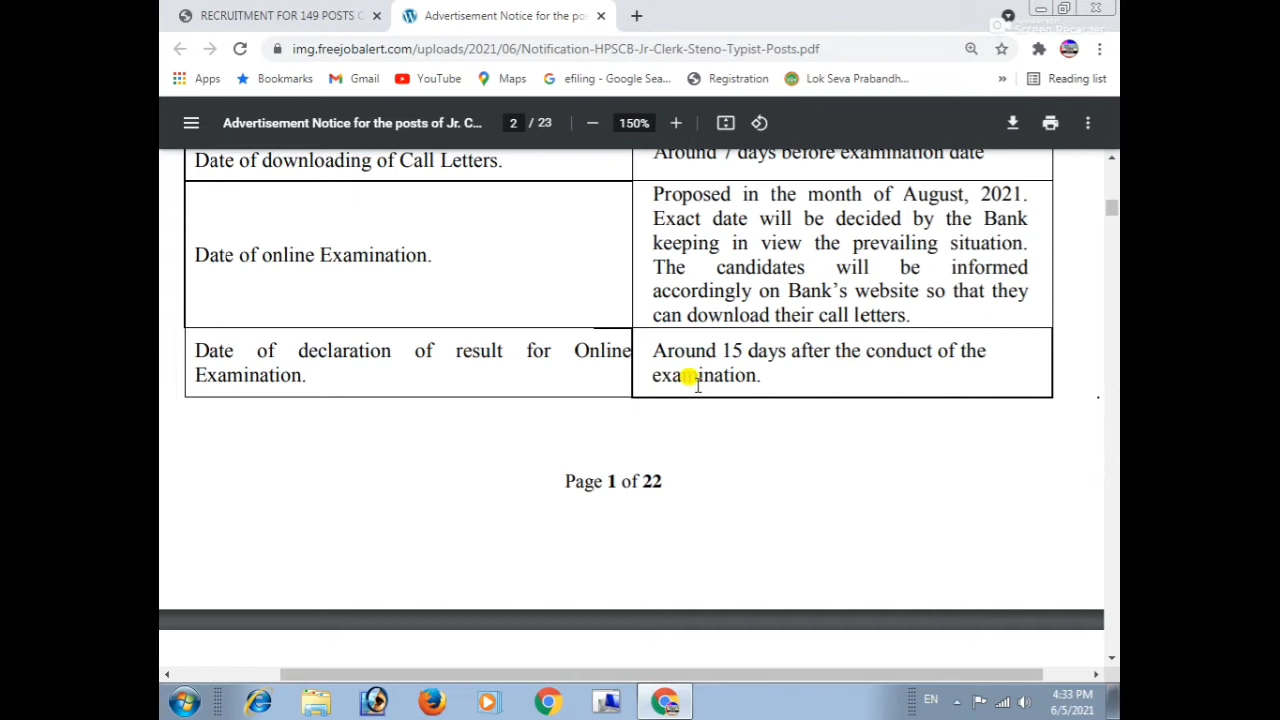 RECRUITMENT FOR 149 POSTS
Advertisement Notice for the po
img.freejobalert.com/uploads/2021/06/Notification-HPSCB-Jr-Clerk-Steno-Typist-Posts.pdf
Screen Recorder
Apps
Bookmarks
Gmail
YouTube
Maps
efiling - Google Sea...
Registration
Lok Seva Prabandh...
»
Reading list
Advertisement Notice for the posts of Jr. C...
2 / 23
150%
Date of downloading of Call Letters.
Around 7 days before examination date
Date of online Examination.
Proposed in the month of August, 2021.
Exact date will be decided by the Bank
keeping in view the prevailing situation.
The candidates will be informed
accordingly on Bank's website so that they
can download their call letters.
Date of declaration of result for Online
Examination.
Around 15 days after the conduct of the
examination.
.
Page 1 of 22
EN
4:33 PM
6/5/2021